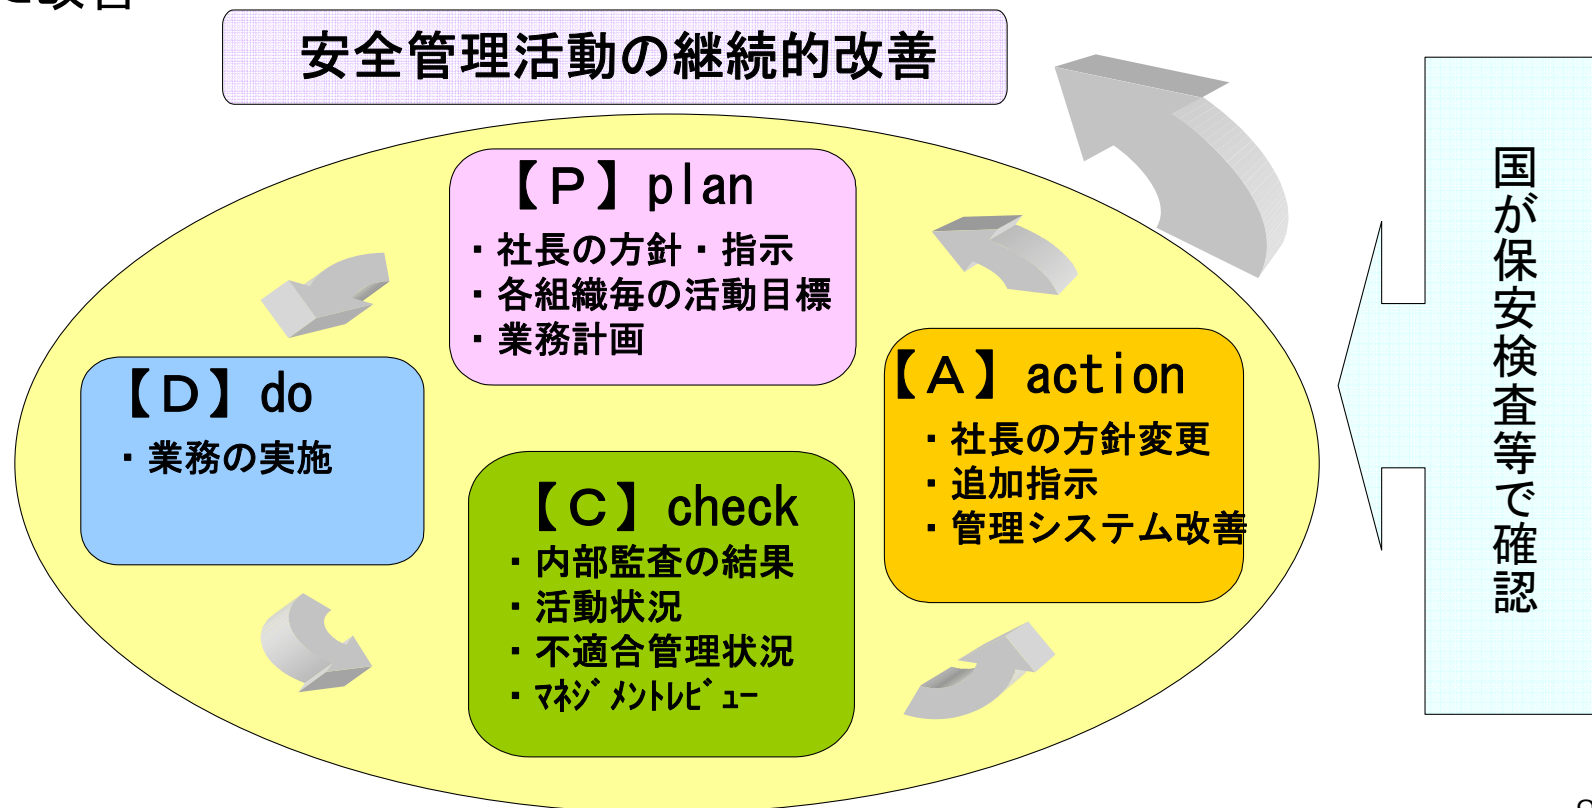 改善
安全管理活動の継続的改善
【P】plan
・社長の方針・指示
・各組織毎の活動目標
・業務計画
【D】do
・業務の実施
【C】check
・内部監査の結果
・活動状況
・不適合管理状況
・ﾏﾈｼﾞﾒﾝﾄﾚﾋﾞｭｰ
【A】action
・社長の方針変更
・追加指示
・管理システム改善
国が保安検査等で確認